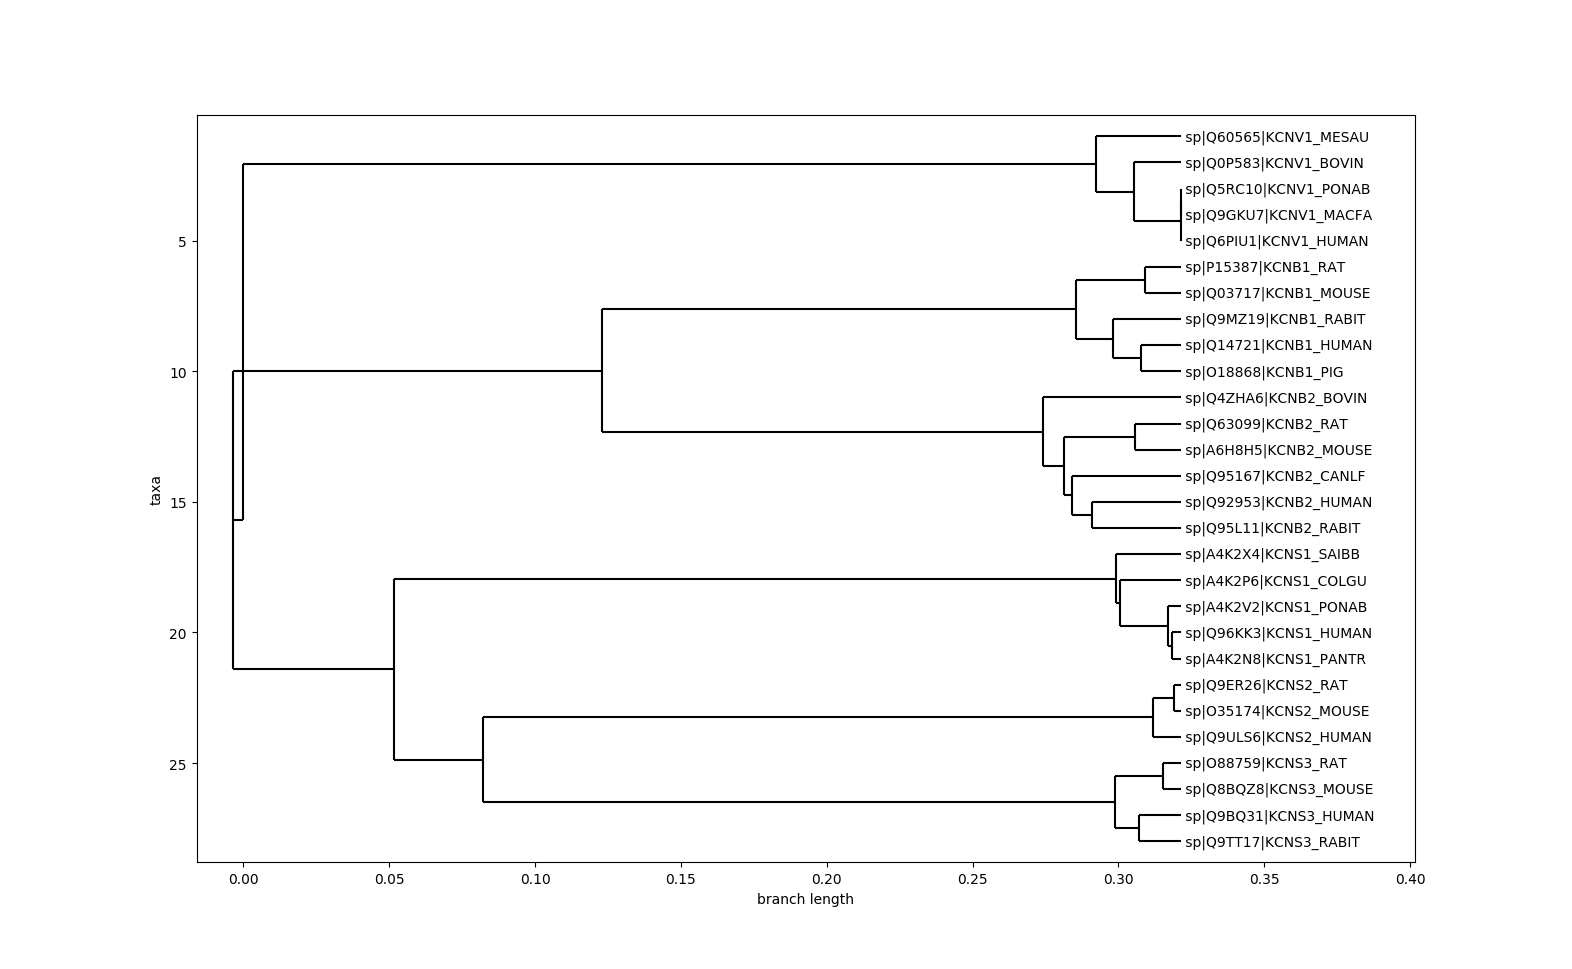 sp|Q60565|KCNV1_MESAU
sp|Q0P583|KCNV1_BOVIN
sp|Q5RC10|KCNV1_PONAB
sp|Q9GKU7|KCNV1_MACFA
sp|Q6PIU1|KCNV1_HUMAN
sp|P15387|KCNB1_RAT
sp|Q03717|KCNB1_MOUSE
sp|Q9MZ19|KCNB1_RABIT
sp|Q14721|KCNB1_HUMAN
sp|O18868|KCNB1_PIG
sp|Q4ZHA6|KCNB2_BOVIN
sp|Q63099|KCNB2_RAT
sp|A6H8H5|KCNB2_MOUSE
sp|Q95167|KCNB2_CANLF
sp|Q92953|KCNB2_HUMAN
sp|Q95L11|KCNB2_RABIT
sp|A4K2X4|KCNS1_SAIBB
sp|A4K2P6|KCNS1_COLGU
sp|A4K2V2|KCNS1_PONAB
sp|Q96KK3|KCNS1_HUMAN
sp|A4K2N8|KCNS1_PANTR
sp|Q9ER26|KCNS2_RAT
sp|O35174|KCNS2_MOUSE
sp|Q9ULS6|KCNS2_HUMAN
sp|O88759|KCNS3_RAT
sp|Q8BQZ8|KCNS3_MOUSE
sp|Q9BQ31|KCNS3_HUMAN
sp|Q9TT17|KCNS3_RABIT
5
10
15
20
25
taxa
0.00 0.05 0.10 0.15 0.20 0.25 0.30 0.35 0.40
branch length